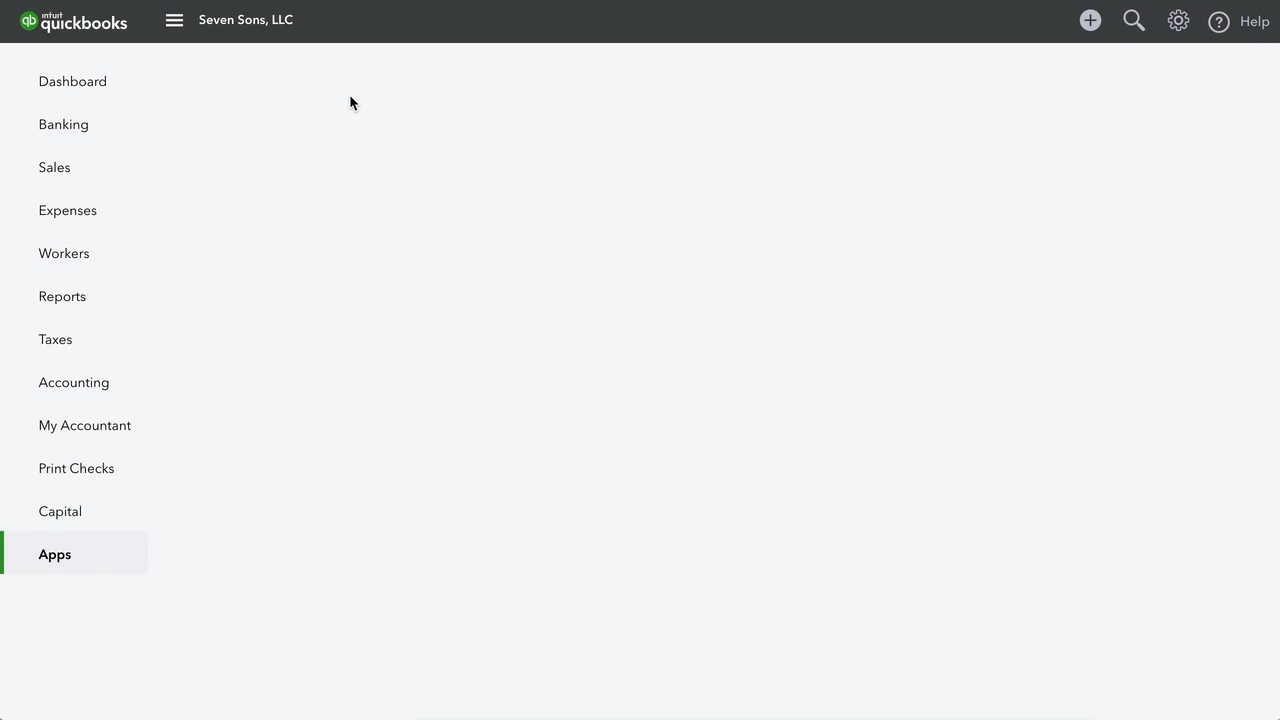 intuit
quickbooks
Seven Sons, LLC
Help
Dashboard
Banking
Sales
Expenses
Workers
Reports
Taxes
Accounting
My Accountant
Print Checks
Capital
Apps